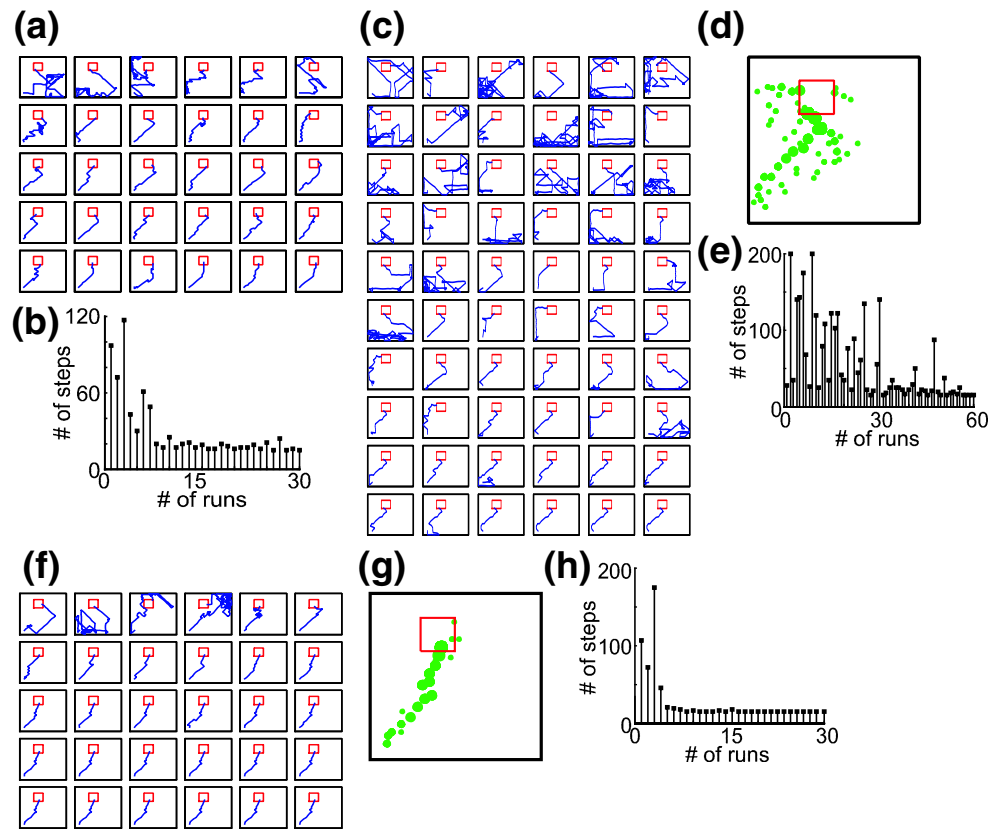 (a)
(b)
120
60
0
# of steps
0
15
30
# of runs
(c)
(d)
(e)
200
100
0
# of steps
0
30
60
# of runs
(f)
(g)
(h)
200
100
0
# of steps
0
15
30
# of runs